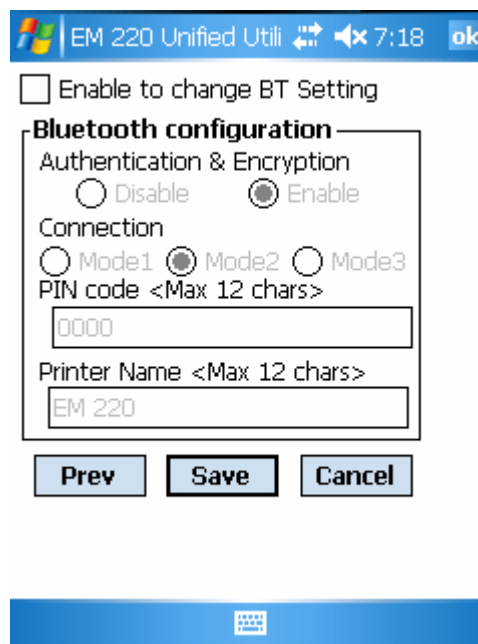 EM 220 Unified Utili 7:18 ok
Enable to change BT Setting
Bluetooth configuration
Authentication & Encryption
Disable Enable
Connection
Mode1 Mode2 Mode3
PIN code <Max 12 chars>
0000
Printer Name <Max 12 chars>
EM 220
Prev Save Cancel